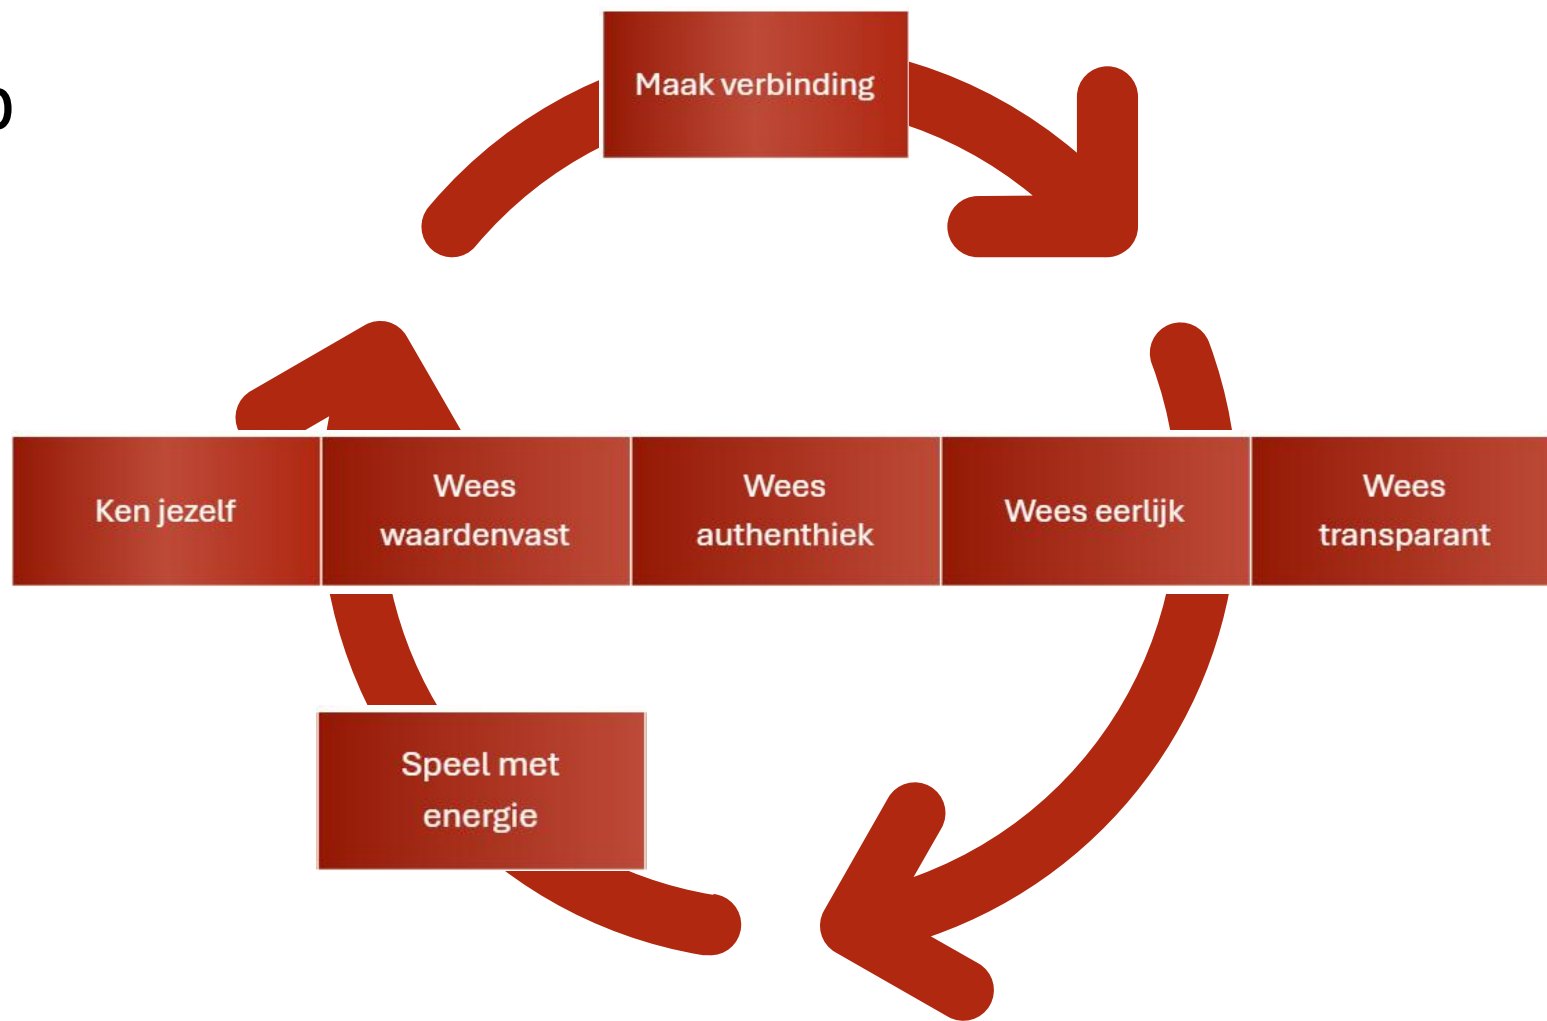 Maak verbinding
Ken jezelf
Wees
waardenvast
Wees
authenthiek
Wees eerlijk
Wees
transparant
Speel met
energie